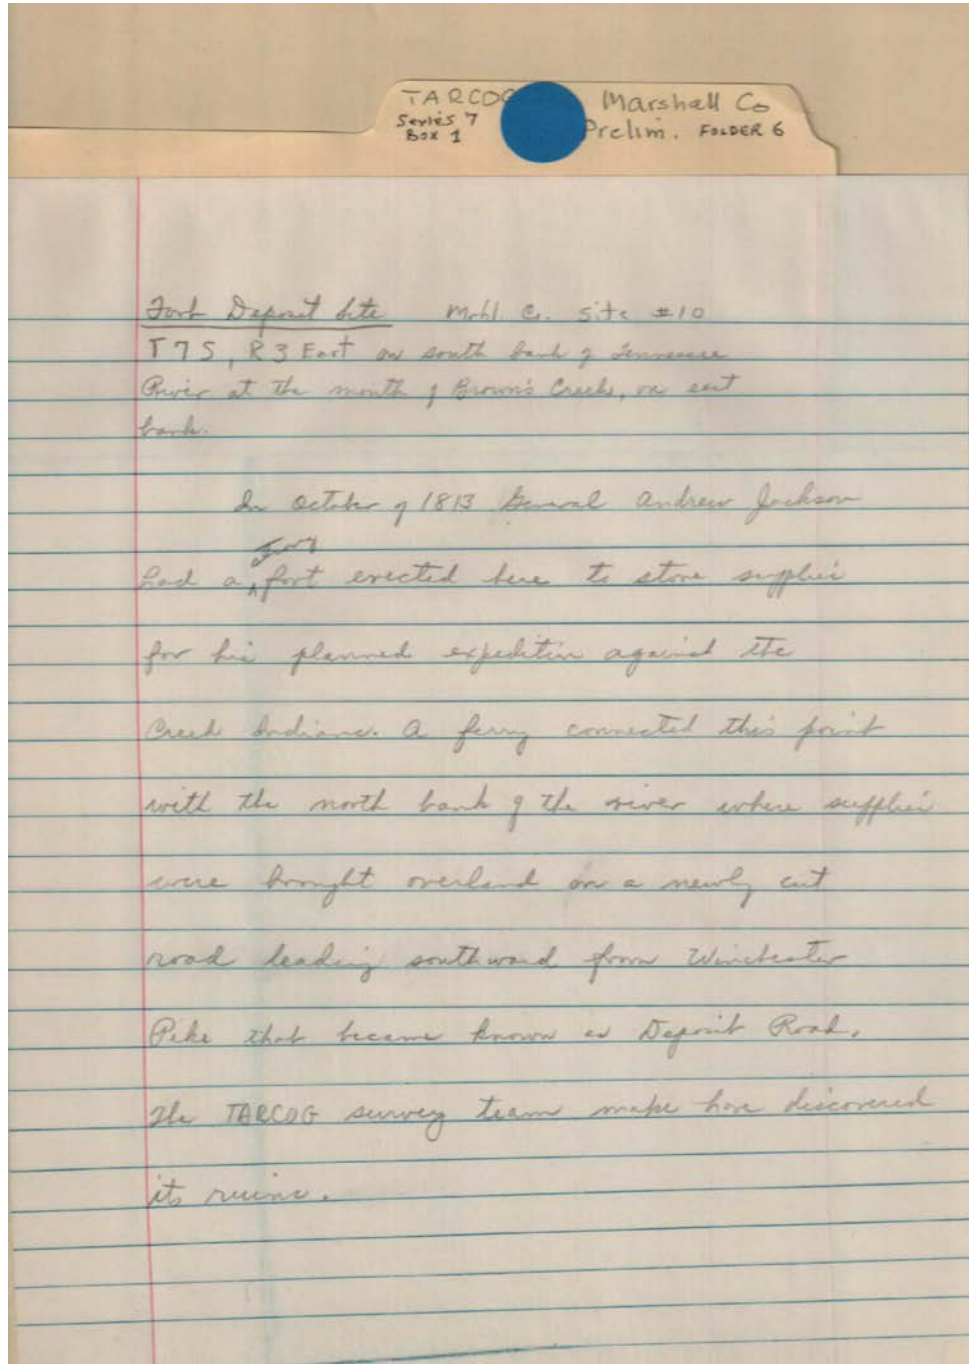 TARCOG Marshall Co
Series 7 Prelim. FOLDER 6
Box 1
Fort Deposit Site Mrhl. Co. Site #10
T7S, R3 East on south bank of Tennessee
River at the mouth of Brown's Creek, on east
bank.
In October of 1813 General Andrew Jackson
had a fort erected here to store supplies
for his planned expedition against the
Creek Indians. A ferry connected this point
with the north bank of the river where supplies
were brought overland on a newly cut
road leading southward from Winchester
Pike that became known as Deposit Road.
The TARCOG survey team make have discovered
its ruins.